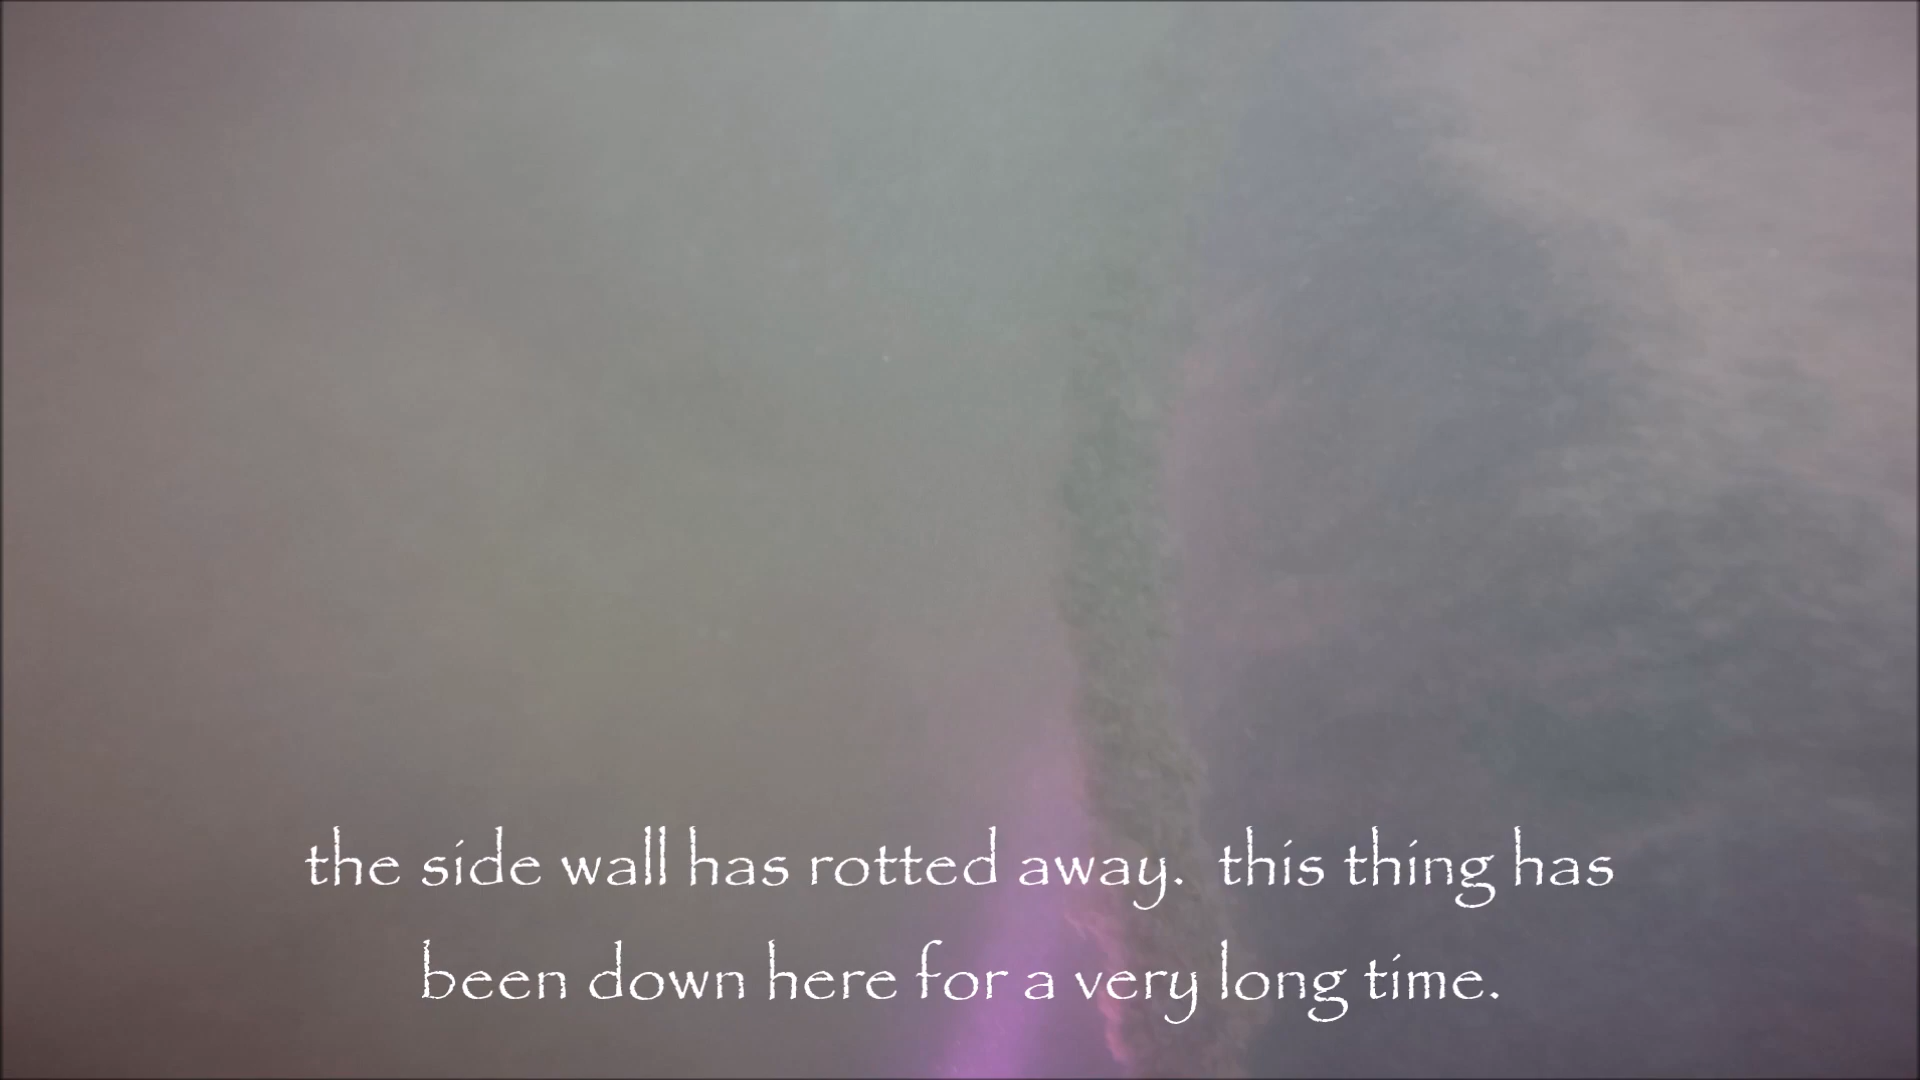 the side wall has rotted away.  this thing has
been down here for a very long time.